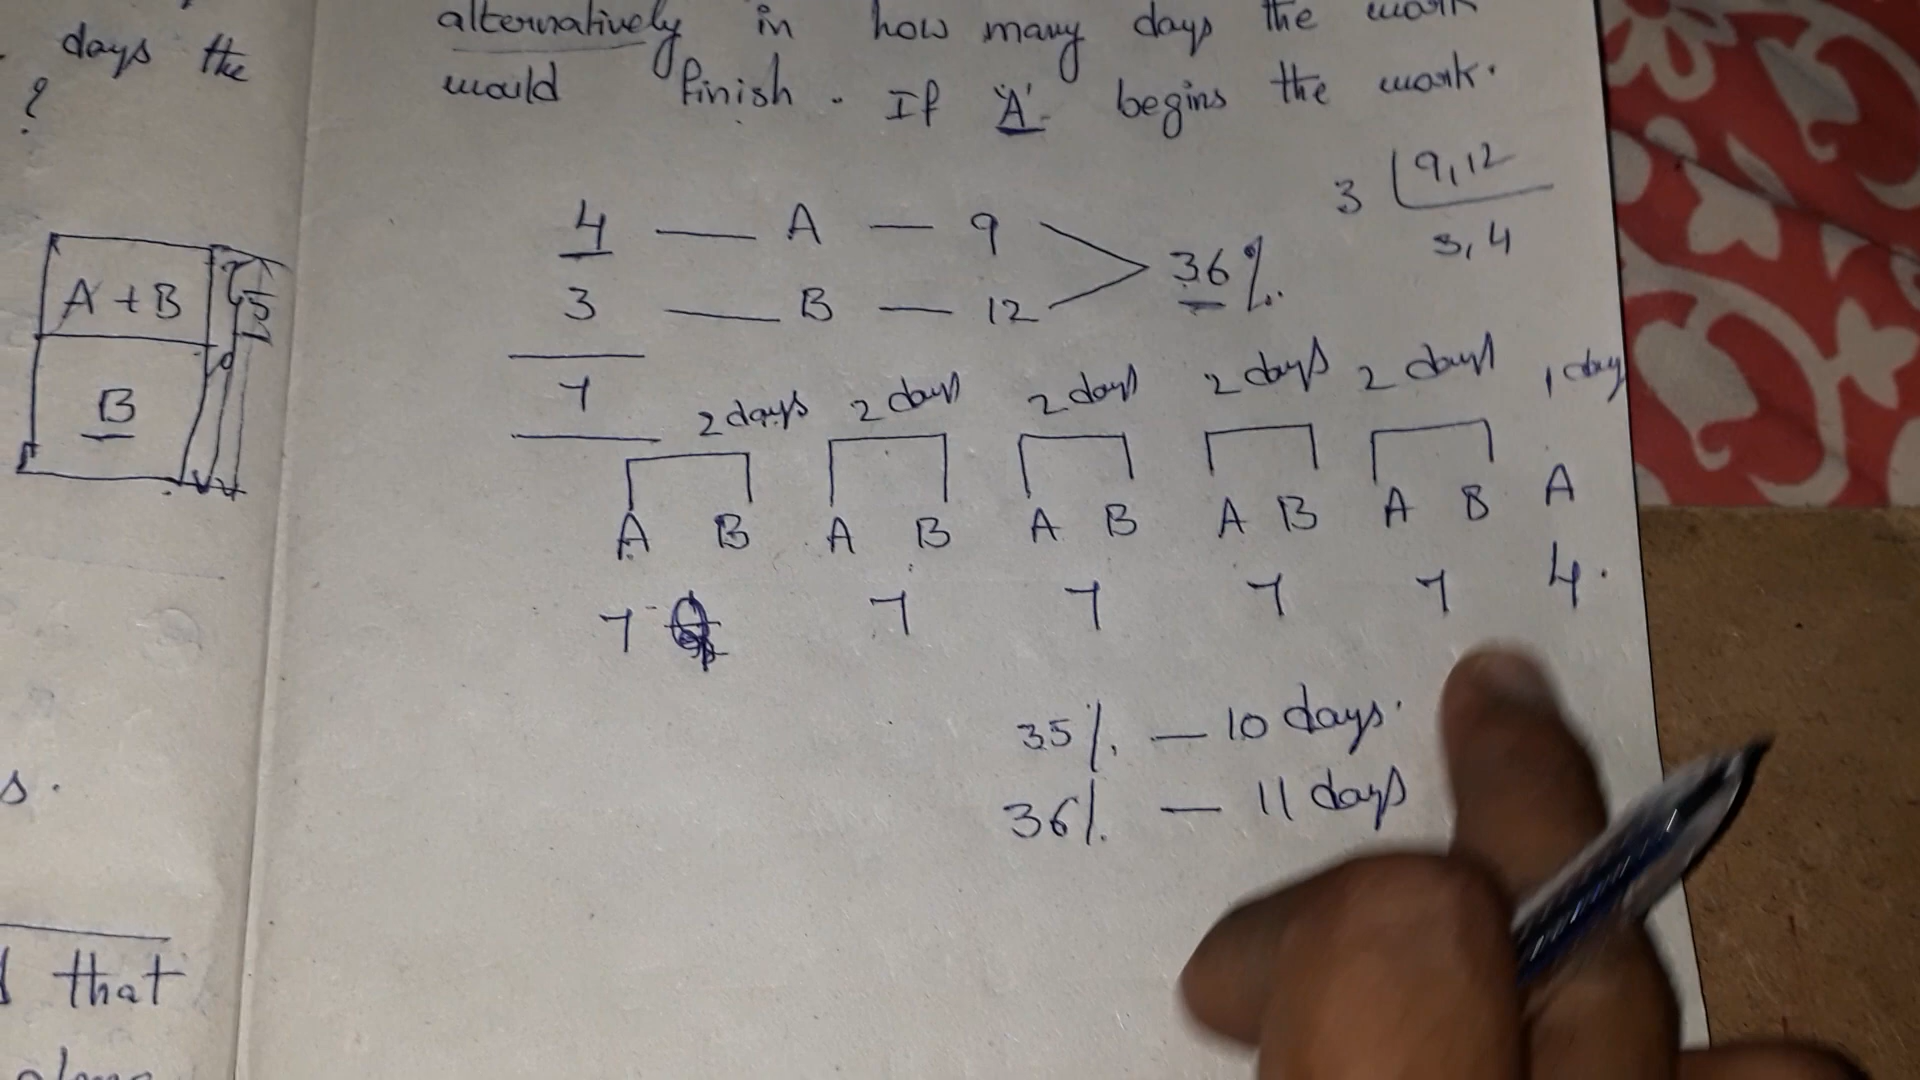 days the
?
A + B
B
s.
that
alternatively in how many days the work
would finish. If 'A' begins the work.
3 9,12
3,4
4 — A — 9
36%.
3 — B — 12
7
2 days 2 days 2 days 2 days 2 days 1 day
A B A B A B A B A B A
7 7 7 7 7 4.
35%. — 10 days.
36%. — 11 days